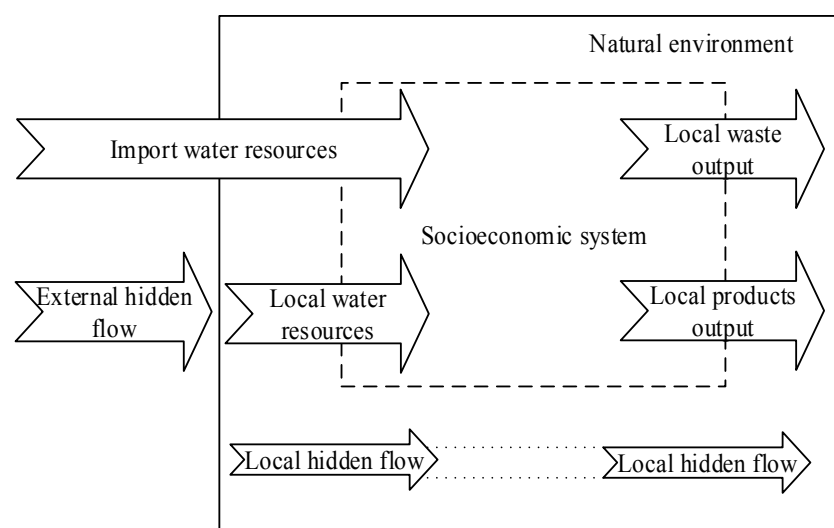 Natural environment
Import water resources
Local waste
output
Socioeconomic system
External hidden
flow
Local water
resources
Local products
output
Local hidden flow
Local hidden flow